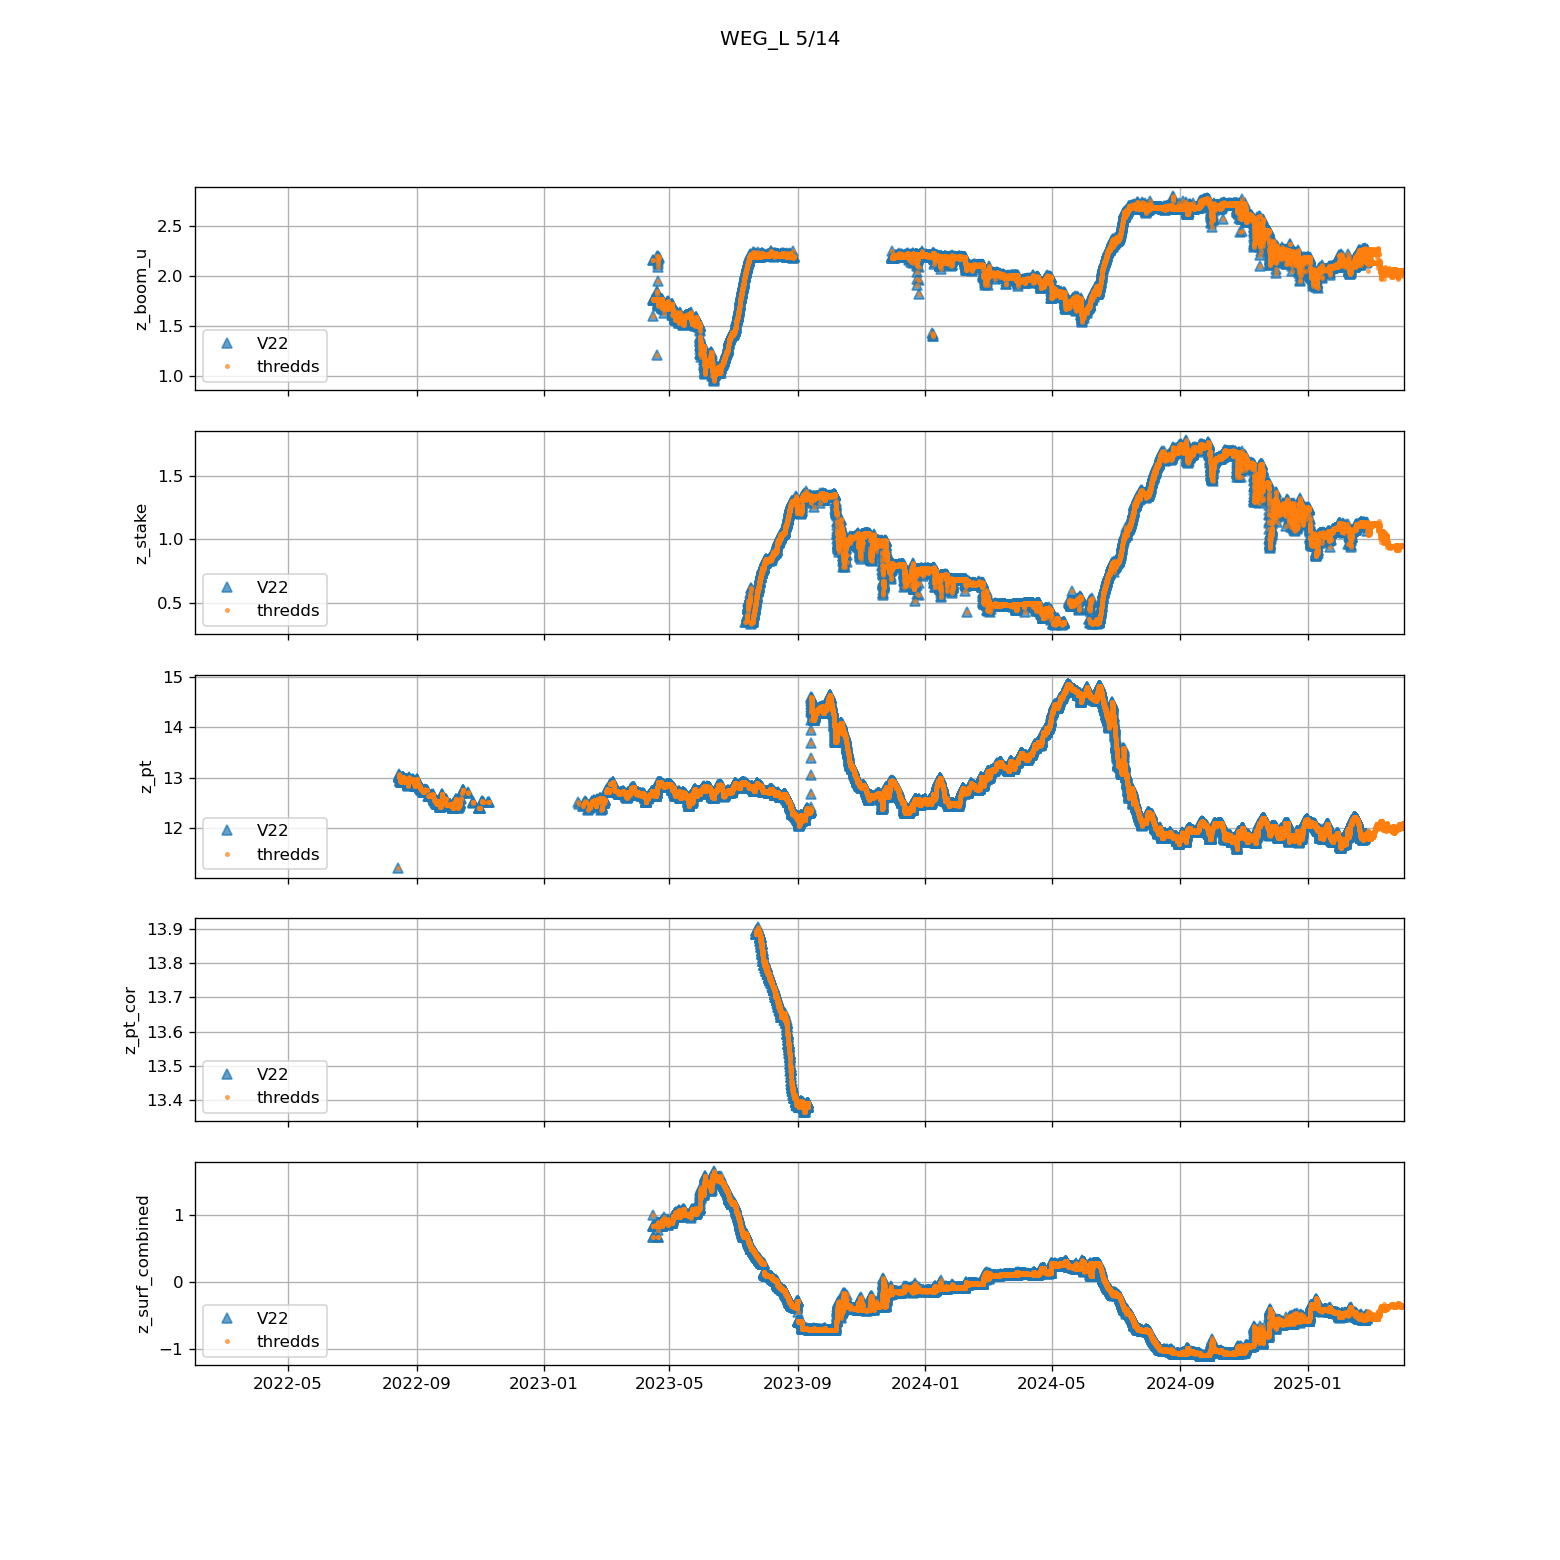 WEG_L 5/14
z_boom_u
2.5
2.0
1.5
1.0
V22
thredds
z_stake
1.5
1.0
0.5
V22
thredds
z_pt
15
14
13
12
V22
thredds
z_pt_cor
13.9
13.8
13.7
13.6
13.5
13.4
V22
thredds
z_surf_combined
1
0
−1
V22
thredds
2022-05 2022-09 2023-01 2023-05 2023-09 2024-01 2024-05 2024-09 2025-01